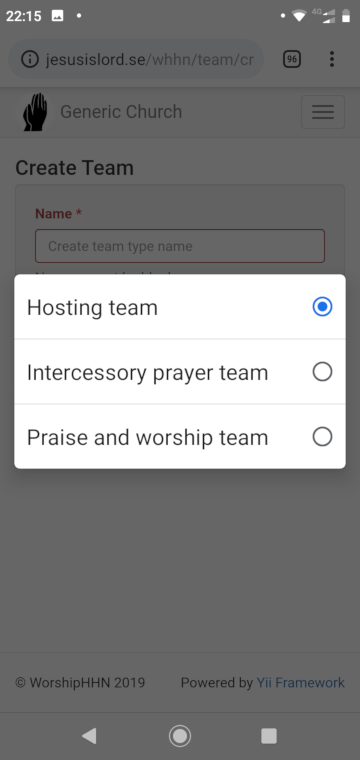 22:15
4G
jesusislord.se/whhn/team/cr
96
Generic Church
Create Team
Name *
Create team type name
Hosting team
Intercessory prayer team
Praise and worship team
© WorshipHHN 2019 Powered by Yii Framework